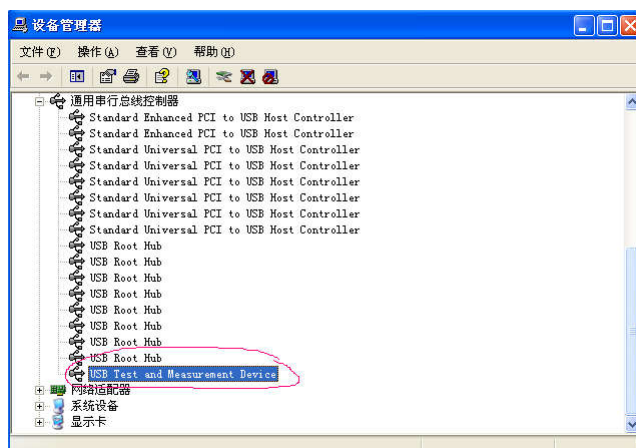 设备管理器
文件(F) 操作(A) 查看(V) 帮助(H)
通用串行总线控制器
Standard Enhanced PCI to USB Host Controller
Standard Enhanced PCI to USB Host Controller
Standard Universal PCI to USB Host Controller
Standard Universal PCI to USB Host Controller
Standard Universal PCI to USB Host Controller
Standard Universal PCI to USB Host Controller
Standard Universal PCI to USB Host Controller
Standard Universal PCI to USB Host Controller
USB Root Hub
USB Root Hub
USB Root Hub
USB Root Hub
USB Root Hub
USB Root Hub
USB Root Hub
USB Root Hub
USB Test and Measurement Device
网络适配器
系统设备
显示卡